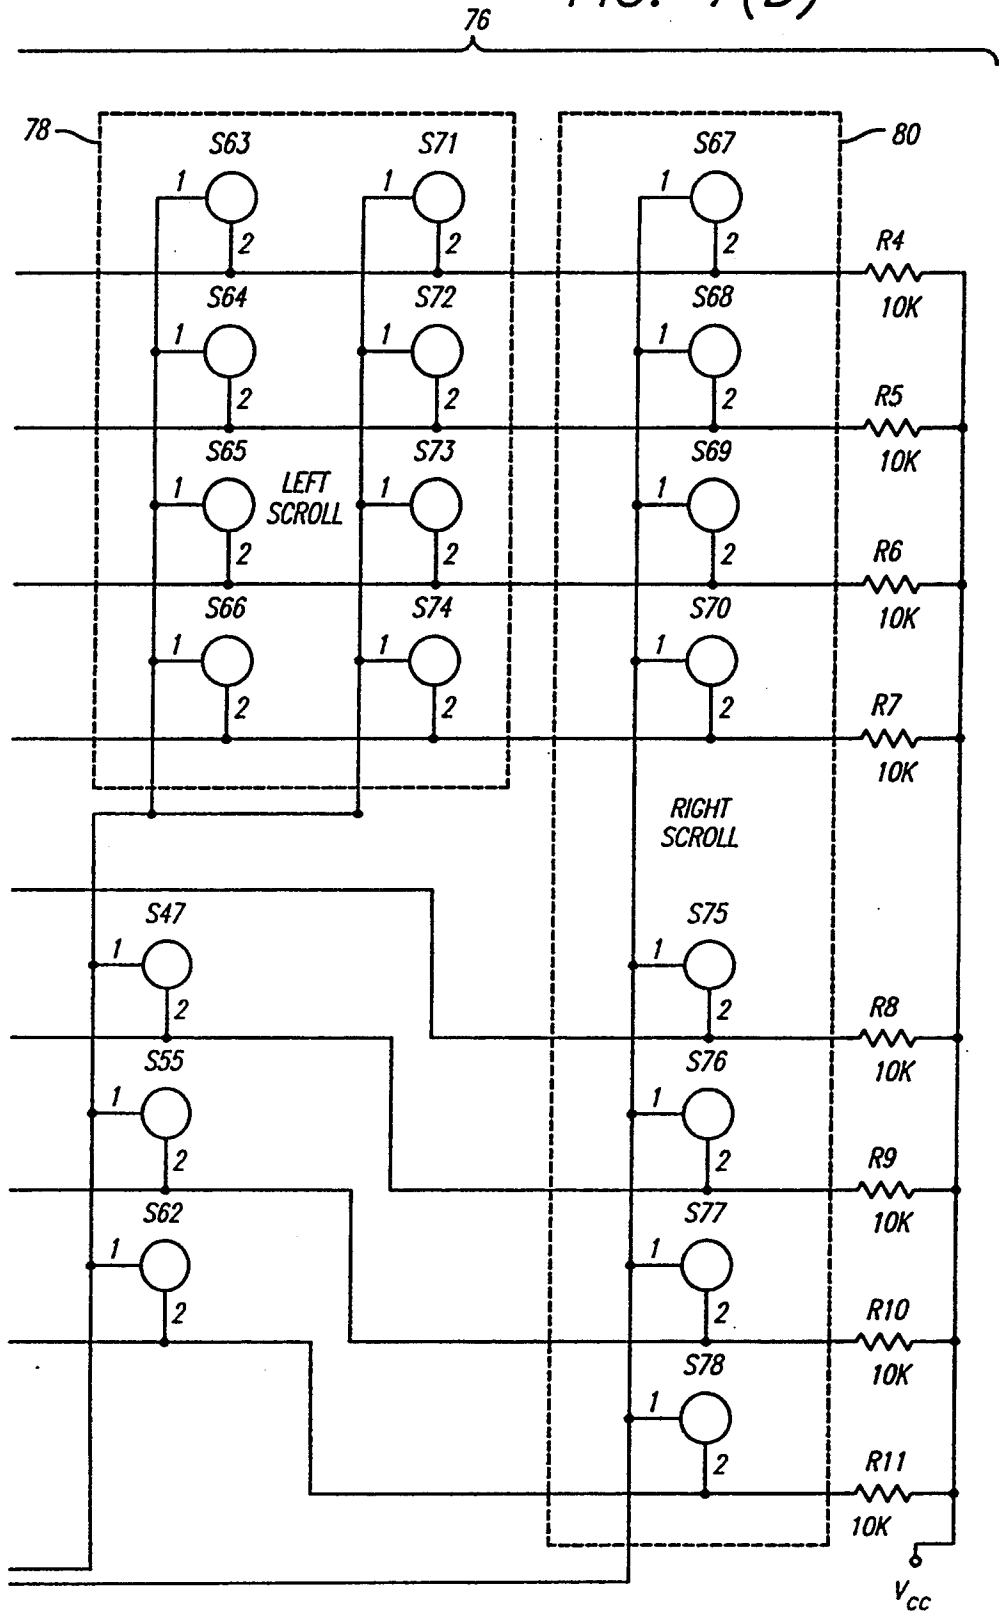 FIG. 4(B)
76
78
80
S63
S71
S67
1
1
1
2
2
2
R4
10K
S64
S72
S68
1
1
1
2
2
2
R5
10K
S65
S73
S69
1
LEFT
SCROLL
1
1
2
2
2
R6
10K
S66
S74
S70
1
1
1
2
2
2
R7
10K
RIGHT
SCROLL
S47
S75
1
1
2
2
R8
10K
S55
S76
1
1
2
2
R9
10K
S62
S77
1
1
2
2
R10
10K
S78
1
2
R11
10K
VCC